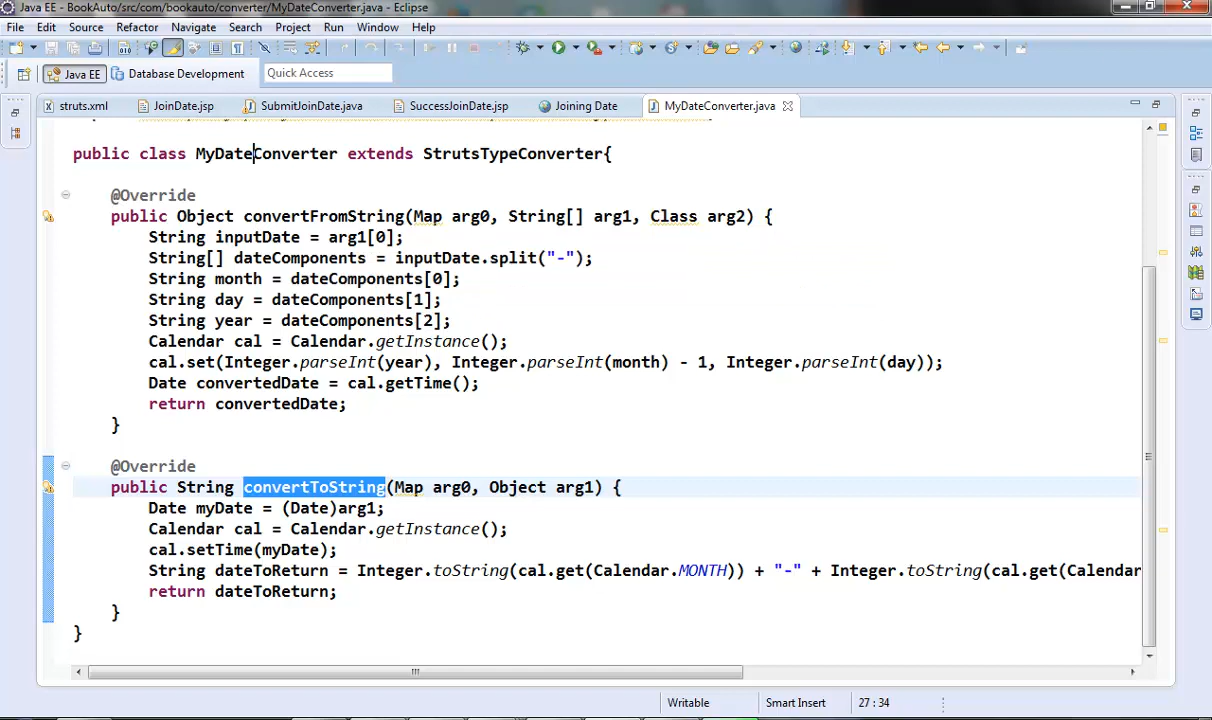 Java EE - BookAuto/src/com/bookauto/converter/MyDateConverter.java - Eclipse
File Edit Source Refactor Navigate Search Project Run Window Help
Java EE Database Development Quick Access
struts.xml JoinDate.jsp SubmitJoinDate.java SuccessJoinDate.jsp Joining Date MyDateConverter.java
public class MyDateConverter extends StrutsTypeConverter{
@Override
public Object convertFromString(Map arg0, String[] arg1, Class arg2) {
String inputDate = arg1[0];
String[] dateComponents = inputDate.split("-");
String month = dateComponents[0];
String day = dateComponents[1];
String year = dateComponents[2];
Calendar cal = Calendar.getInstance();
cal.set(Integer.parseInt(year), Integer.parseInt(month) - 1, Integer.parseInt(day));
Date convertedDate = cal.getTime();
return convertedDate;
}
@Override
public String convertToString(Map arg0, Object arg1) {
Date myDate = (Date)arg1;
Calendar cal = Calendar.getInstance();
cal.setTime(myDate);
String dateToReturn = Integer.toString(cal.get(Calendar.MONTH)) + "-" + Integer.toString(cal.get(Calendar
return dateToReturn;
}
}
Writable Smart Insert 27 : 34